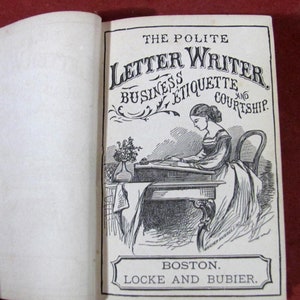 THE POLITE
LETTER WRITER.
BUSINESS ETIQUETTE AND COURTSHIP.
BOSTON.
LOCKE AND BUBIER.